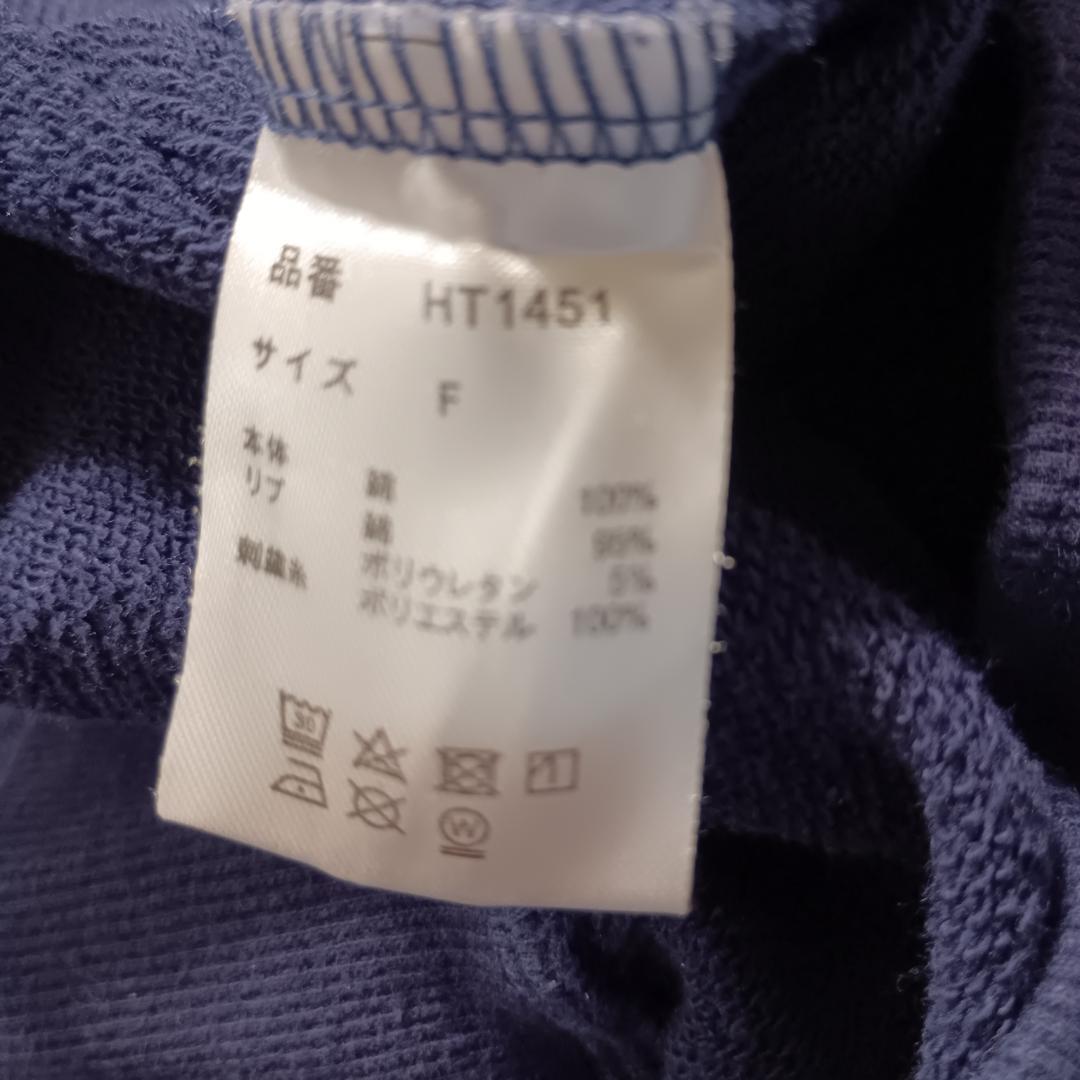 品番 HT1451
サイズ F
本体 綿 100%
リブ 綿 95%
ポリウレタン 5%
刺繍糸 ポリエステル 100%
30
W